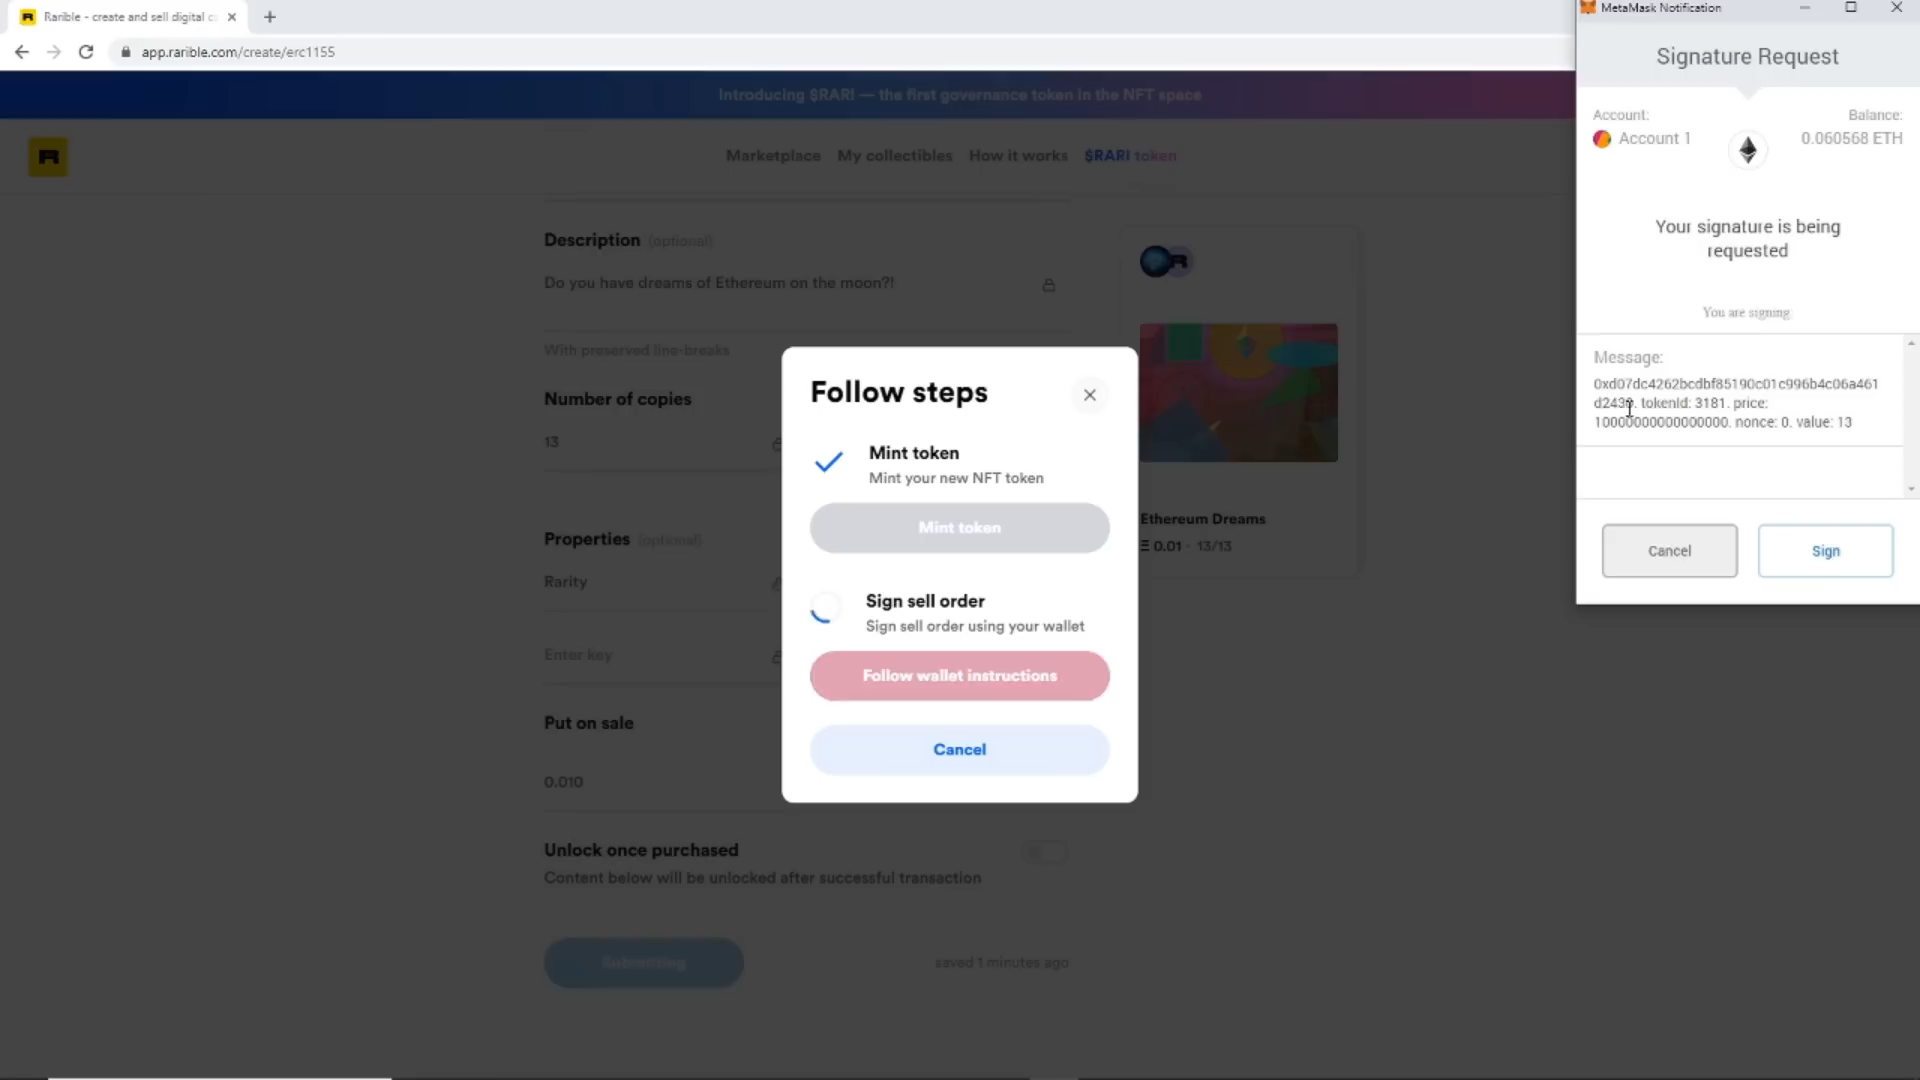 Rarible - create and sell digital c
app.rarible.com/create/erc1155
Introducing $RARI — the first governance token in the NFT space
R
Marketplace
My collectibles
How it works
$RARI token
Description (optional)
Do you have dreams of Ethereum on the moon?!
With preserved line-breaks
Number of copies
13
Properties (optional)
Rarity
Enter key
Put on sale
0.010
Unlock once purchased
Content below will be unlocked after successful transaction
Submitting
saved 1 minutes ago
Ethereum Dreams
Ξ 0.01 · 13/13
Follow steps
Mint token
Mint your new NFT token
Mint token
Sign sell order
Sign sell order using your wallet
Follow wallet instructions
Cancel
MetaMask Notification
Signature Request
Account:
Account 1
Balance:
0.060568 ETH
Your signature is being
requested
You are signing:
Message:
0xd07dc4262bcdbf85190c01c996b4c06a461
tokenId: 3181. price:
10000000000000000. nonce: 0. value: 13
Cancel
Sign